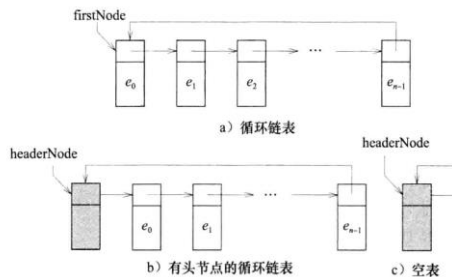 firstNode
e0 e1 e2 … en-1
a）循环链表
headerNode headerNode
e0 e1 … en-1
b）有头节点的循环链表 c）空表